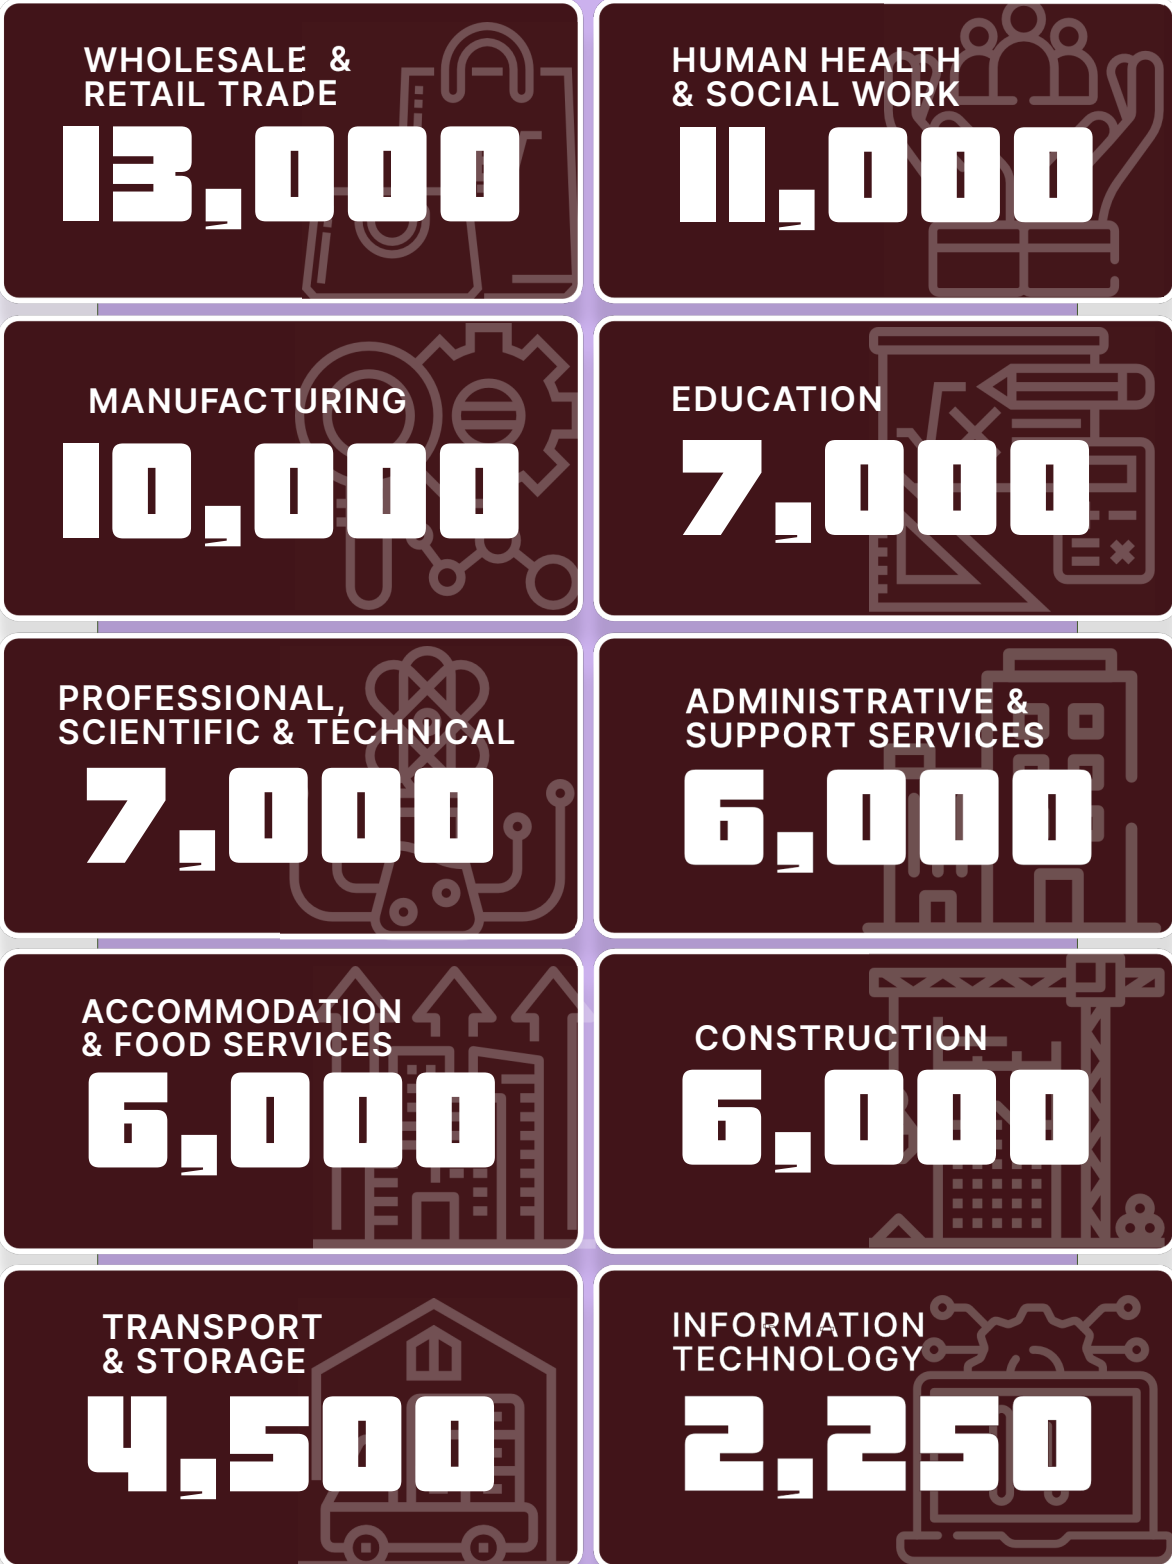 WHOLESALE &
RETAIL TRADE
13,000
HUMAN HEALTH
& SOCIAL WORK
11,000
MANUFACTURING
10,000
EDUCATION
7,000
PROFESSIONAL,
SCIENTIFIC & TECHNICAL
7,000
ADMINISTRATIVE &
SUPPORT SERVICES
6,000
ACCOMMODATION
& FOOD SERVICES
6,000
CONSTRUCTION
6,000
TRANSPORT
& STORAGE
4,500
INFORMATION
TECHNOLOGY
2,250